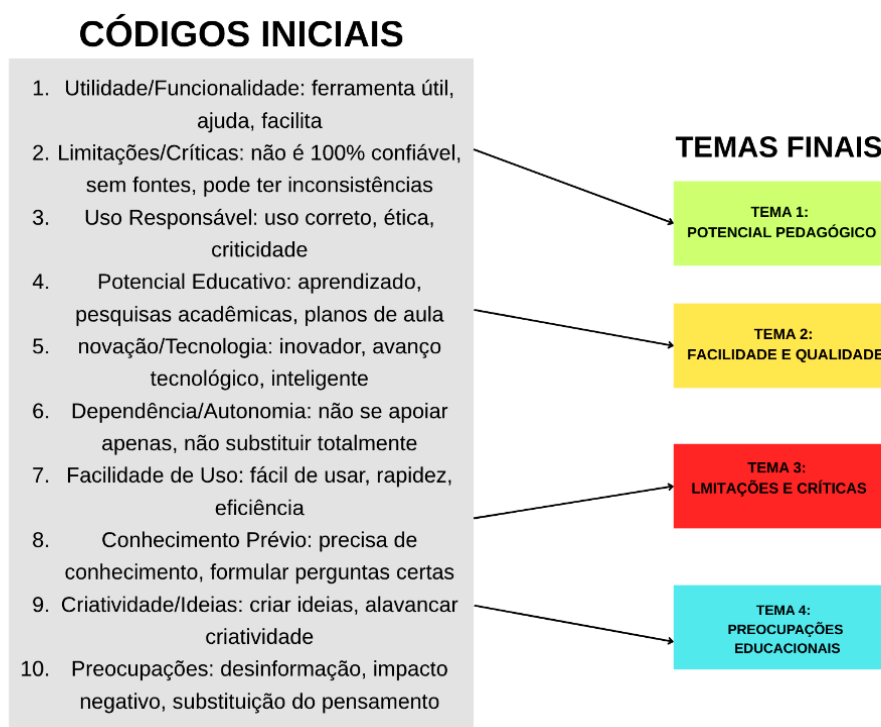 CÓDIGOS INICIAIS
1. Utilidade/Funcionalidade: ferramenta útil,
ajuda, facilita
2. Limitações/Críticas: não é 100% confiável,
sem fontes, pode ter inconsistências
3. Uso Responsável: uso correto, ética,
criticidade
4. Potencial Educativo: aprendizado,
pesquisas acadêmicas, planos de aula
5. novação/Tecnologia: inovador, avanço
tecnológico, inteligente
6. Dependência/Autonomia: não se apoiar
apenas, não substituir totalmente
7. Facilidade de Uso: fácil de usar, rapidez,
eficiência
8. Conhecimento Prévio: precisa de
conhecimento, formular perguntas certas
9. Criatividade/Ideias: criar ideias, alavancar
criatividade
10. Preocupações: desinformação, impacto
negativo, substituição do pensamento
TEMAS FINAIS
TEMA 1:
POTENCIAL PEDAGÓGICO
TEMA 2:
FACILIDADE E QUALIDADE
TEMA 3:
LMITAÇÕES E CRÍTICAS
TEMA 4:
PREOCUPAÇÕES
EDUCACIONAIS